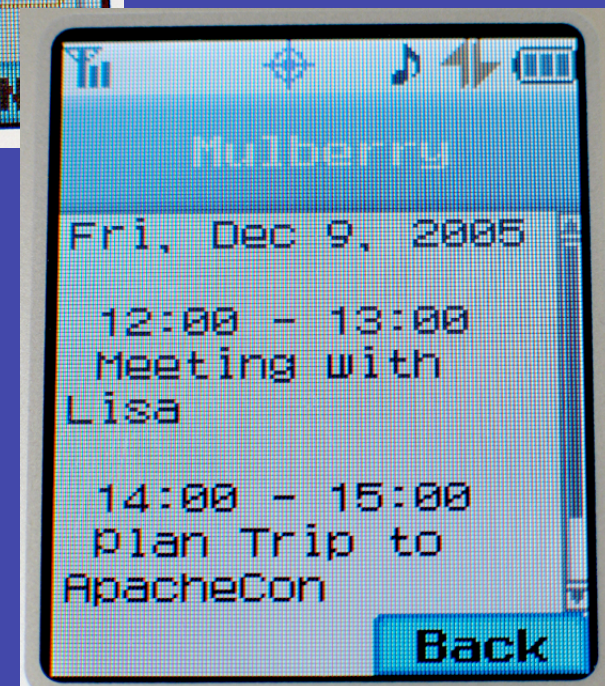 Mulberry
Fri, Dec 9, 2005
12:00 - 13:00
Meeting with
Lisa
14:00 - 15:00
Plan Trip to
ApacheCon
Back